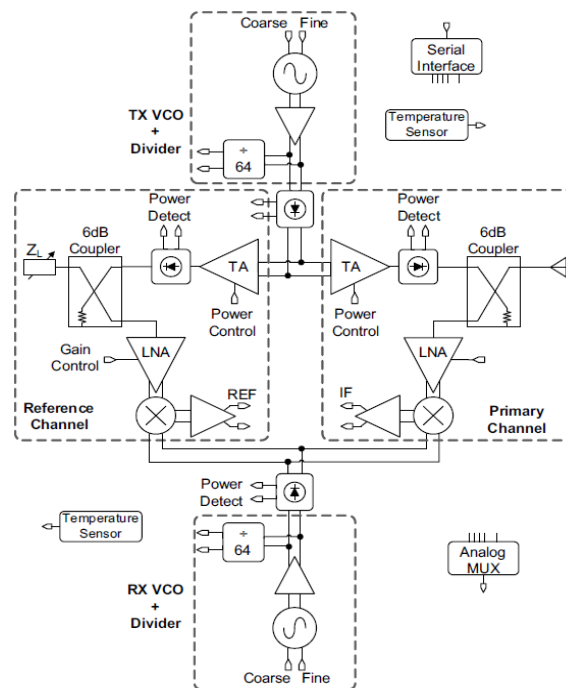 Coarse Fine
Serial
Interface
Temperature
Sensor
TX VCO
+
Divider
÷
64
Power
Detect
6dB
Coupler
Z_L
TA
Power
Control
Gain
Control
LNA
REF
Reference
Channel
Power
Detect
6dB
Coupler
TA
Power
Control
LNA
IF
Primary
Channel
Power
Detect
Temperature
Sensor
÷
64
RX VCO
+
Divider
Analog
MUX
Coarse Fine